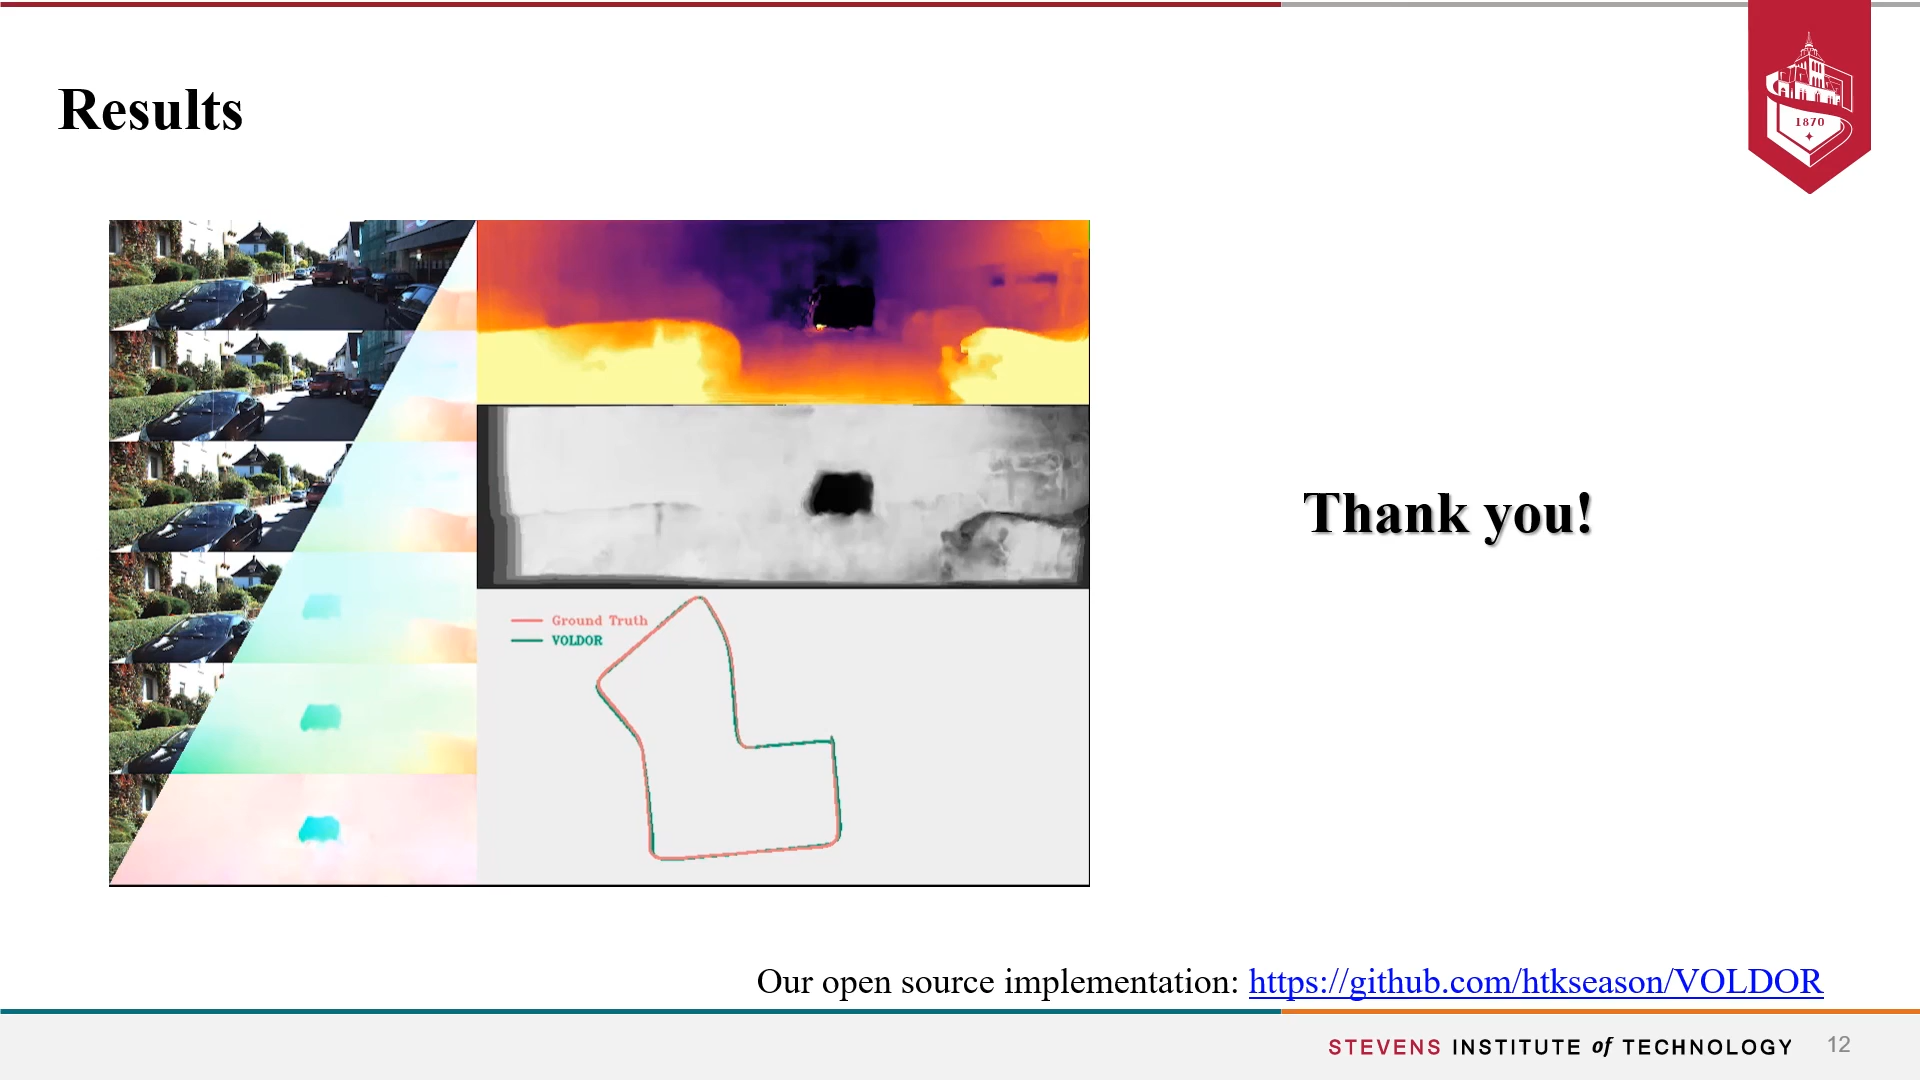 Results
1870
Ground Truth
VOLDOR
Thank you!
Our open source implementation: https://github.com/htkseason/VOLDOR
STEVENS INSTITUTE of TECHNOLOGY 12